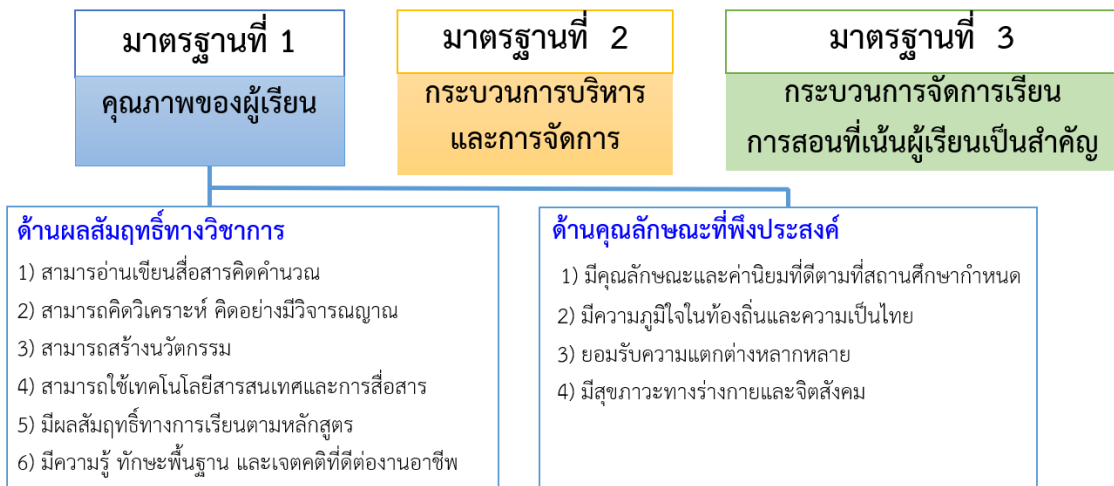 มาตรฐานที่ 1
คุณภาพของผู้เรียน
มาตรฐานที่ 2
กระบวนการบริหาร
และการจัดการ
มาตรฐานที่ 3
กระบวนการจัดการเรียน
การสอนที่เน้นผู้เรียนเป็นสำคัญ
ด้านผลสัมฤทธิ์ทางวิชาการ
1) สามารอ่านเขียนสื่อสารคิดคำนวณ
2) สามารถคิดวิเคราะห์ คิดอย่างมีวิจารณญาณ
3) สามารถสร้างนวัตกรรม
4) สามารถใช้เทคโนโลยีสารสนเทศและการสื่อสาร
5) มีผลสัมฤทธิ์ทางการเรียนตามหลักสูตร
6) มีความรู้ ทักษะพื้นฐาน และเจตคติที่ดีต่องานอาชีพ
ด้านคุณลักษณะที่พึงประสงค์
1) มีคุณลักษณะและค่านิยมที่ดีตามที่สถานศึกษากำหนด
2) มีความภูมิใจในท้องถิ่นและความเป็นไทย
3) ยอมรับความแตกต่างหลากหลาย
4) มีสุขภาวะทางร่างกายและจิตสังคม